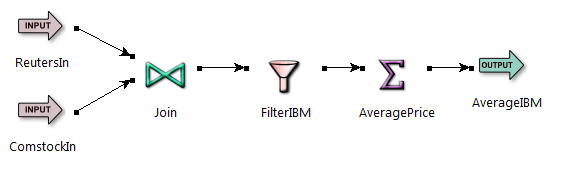 INPUT
ReutersIn
INPUT
ComstockIn
Join
FilterIBM
AveragePrice
OUTPUT
AverageIBM